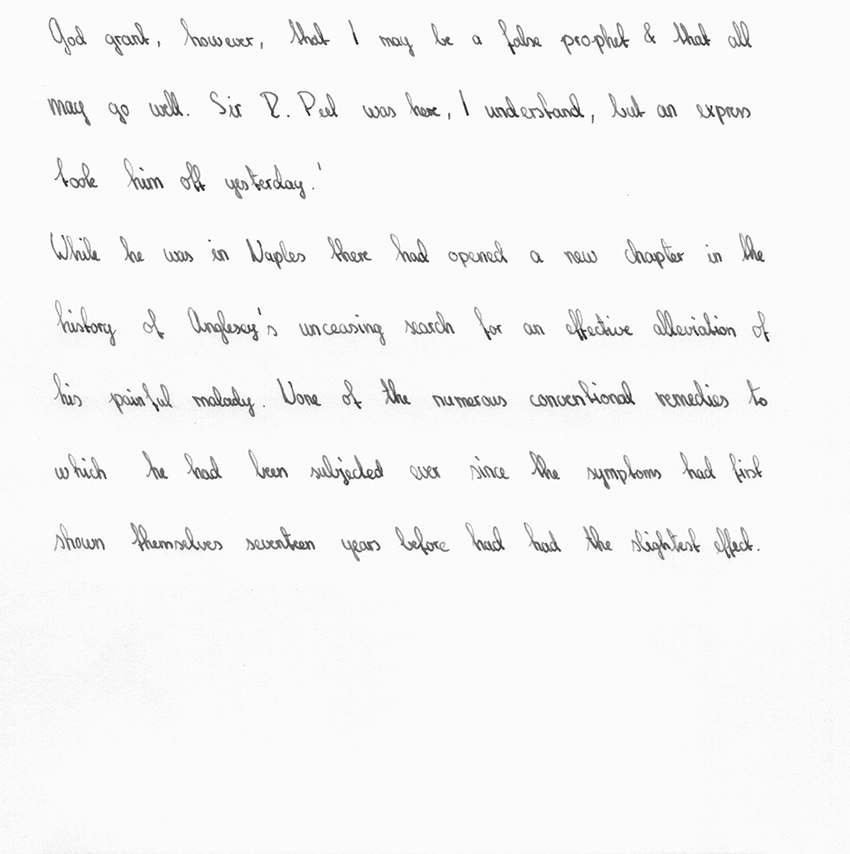 God grant, however, that I may be a false prophet & that all
may go well. Sir R. Peel was here, I understand, but an express
took him off yesterday.'
While he was in Naples there had opened a new chapter in the
history of Anglesey's unceasing search for an effective alleviation of
his painful malady. None of the numerous conventional remedies to
which he had been subjected ever since the symptoms had first
shown themselves seventeen years before had had the slightest effect.